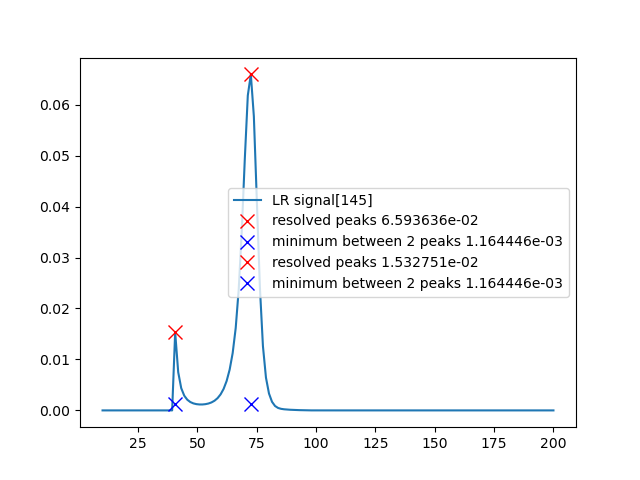 0.06
0.05
0.04
0.03
0.02
0.01
0.00
LR signal[145]
resolved peaks 6.593636e-02
minimum between 2 peaks 1.164446e-03
resolved peaks 1.532751e-02
minimum between 2 peaks 1.164446e-03
25 50 75 100 125 150 175 200